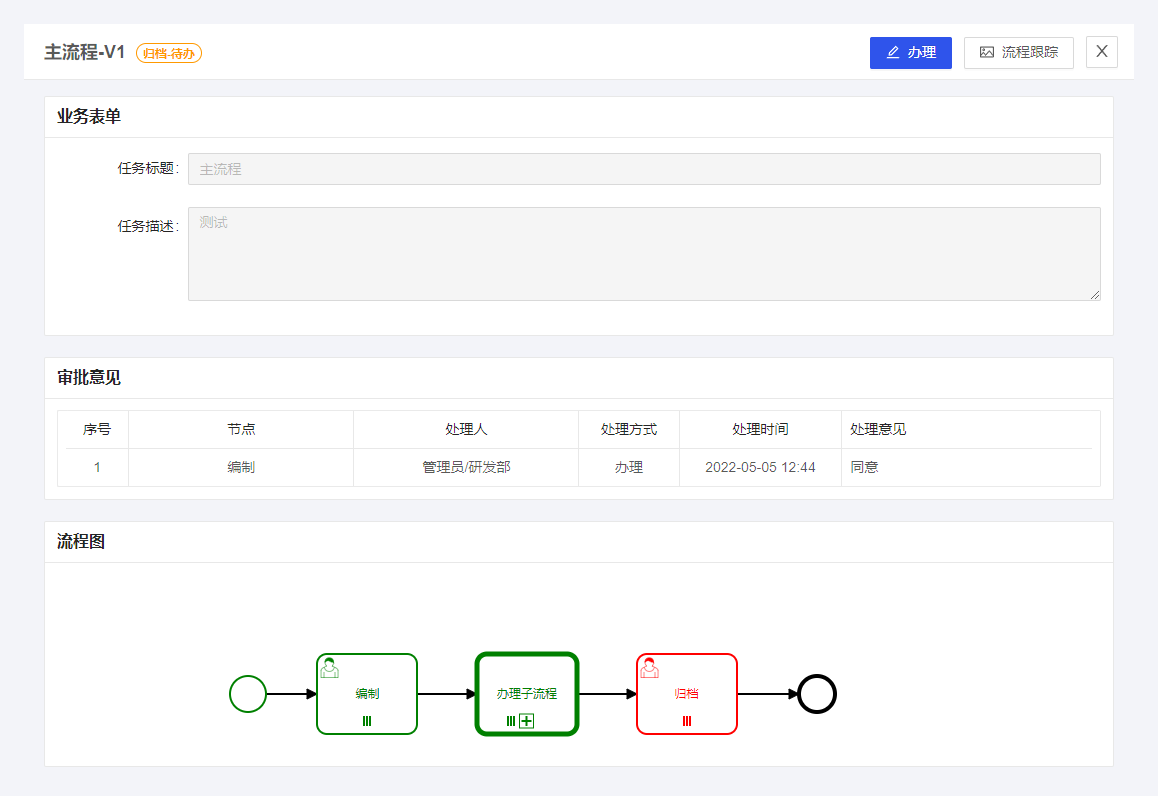 主流程-V1 归档-待办 办理 流程跟踪
业务表单
任务标题: 主流程
任务描述: 测试
审批意见
序号 节点 处理人 处理方式 处理时间 处理意见
1 编制 管理员/研发部 办理 2022-05-05 12:44 同意
流程图
编制 办理子流程 归档